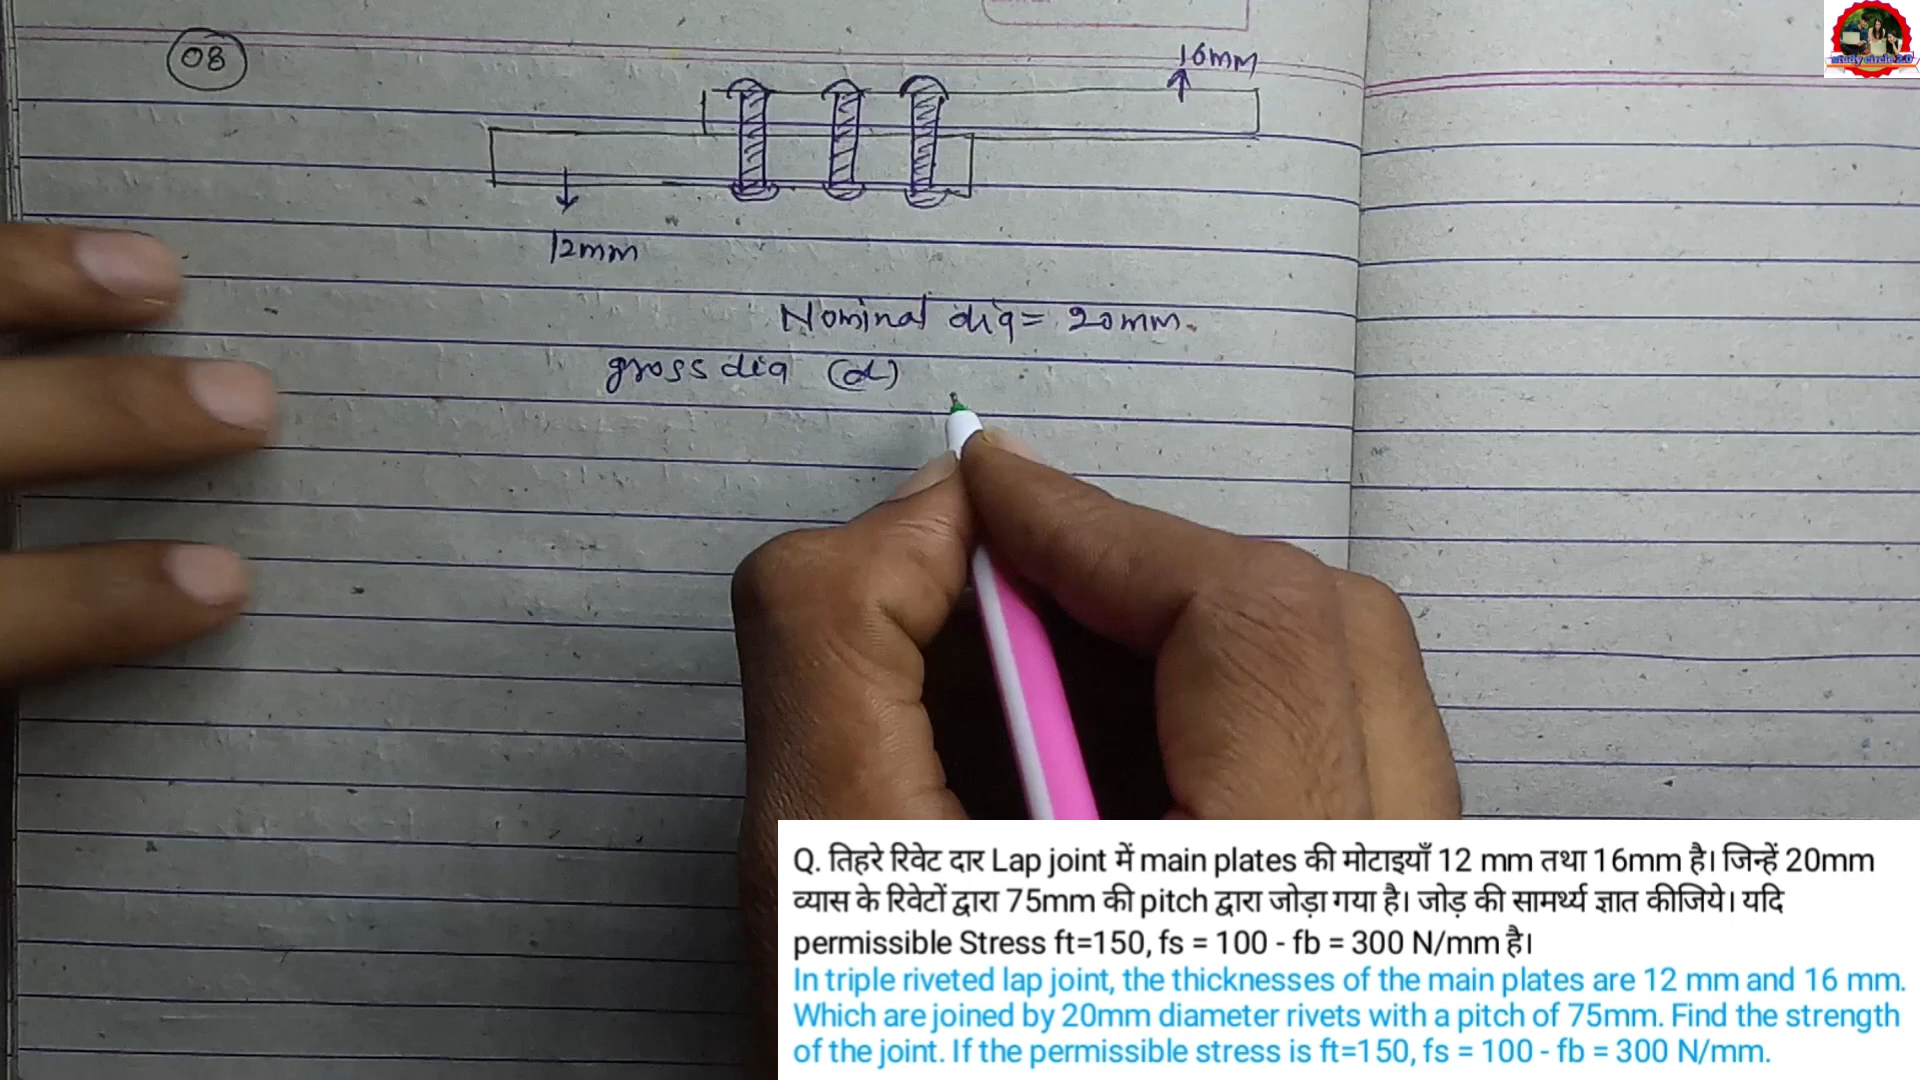 08
16mm
12mm
Nominal dia = 20mm.
gross dia (d)
study circle 2.0
Q. तिहरे रिवेट दार Lap joint में main plates की मोटाइयाँ 12 mm तथा 16mm है। जिन्हें 20mm
व्यास के रिवेटों द्वारा 75mm की pitch द्वारा जोड़ा गया है। जोड़ की सामर्थ्य ज्ञात कीजिये। यदि
permissible Stress ft=150, fs = 100 - fb = 300 N/mm है।
In triple riveted lap joint, the thicknesses of the main plates are 12 mm and 16 mm.
Which are joined by 20mm diameter rivets with a pitch of 75mm. Find the strength
of the joint. If the permissible stress is ft=150, fs = 100 - fb = 300 N/mm.